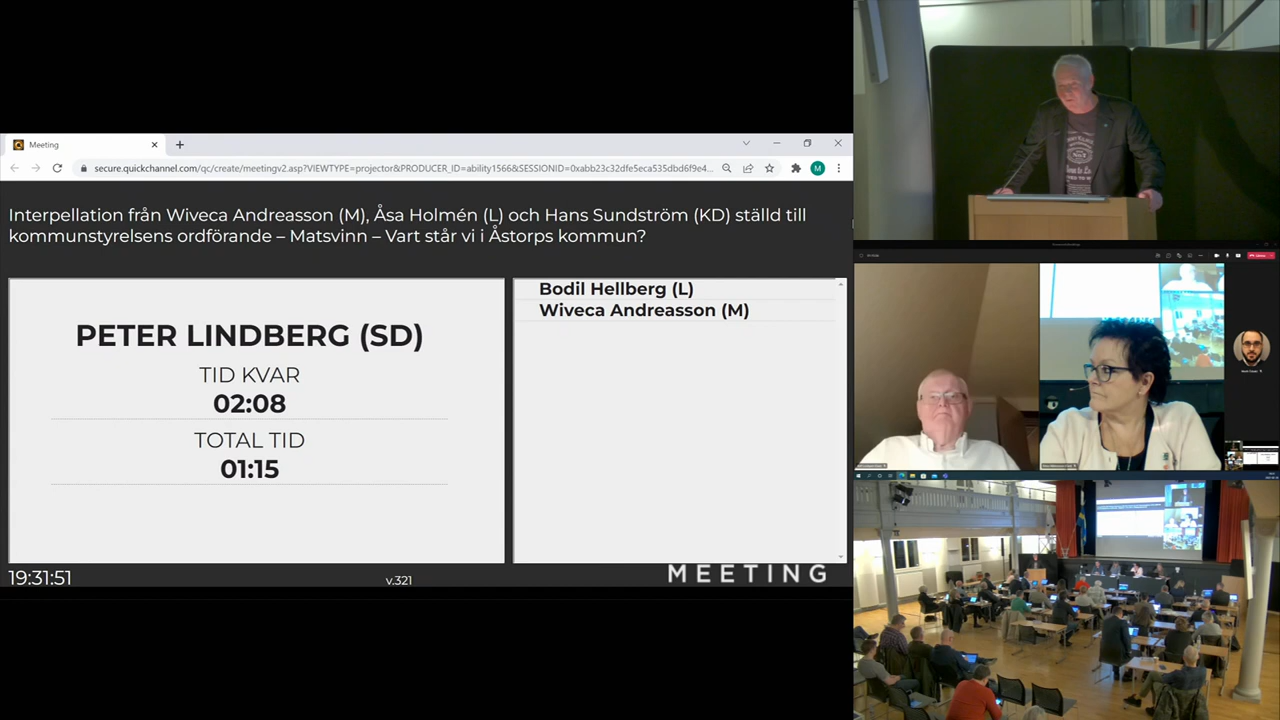 Meeting
secure.quickchannel.com/qc/create/meetingv2.asp?VIEWTYPE=projector&PRODUCER_ID=ability1566&SESSIONID=0xabb23c32dfe5eca535dbd6f9e4...
M
Interpellation från Wiveca Andreasson (M), Åsa Holmén (L) och Hans Sundström (KD) ställd till
kommunstyrelsens ordförande – Matsvinn – Vart står vi i Åstorps kommun?
PETER LINDBERG (SD)
TID KVAR
02:08
TOTAL TID
01:15
Bodil Hellberg (L)
Wiveca Andreasson (M)
19:31:51
v.321
MEETING